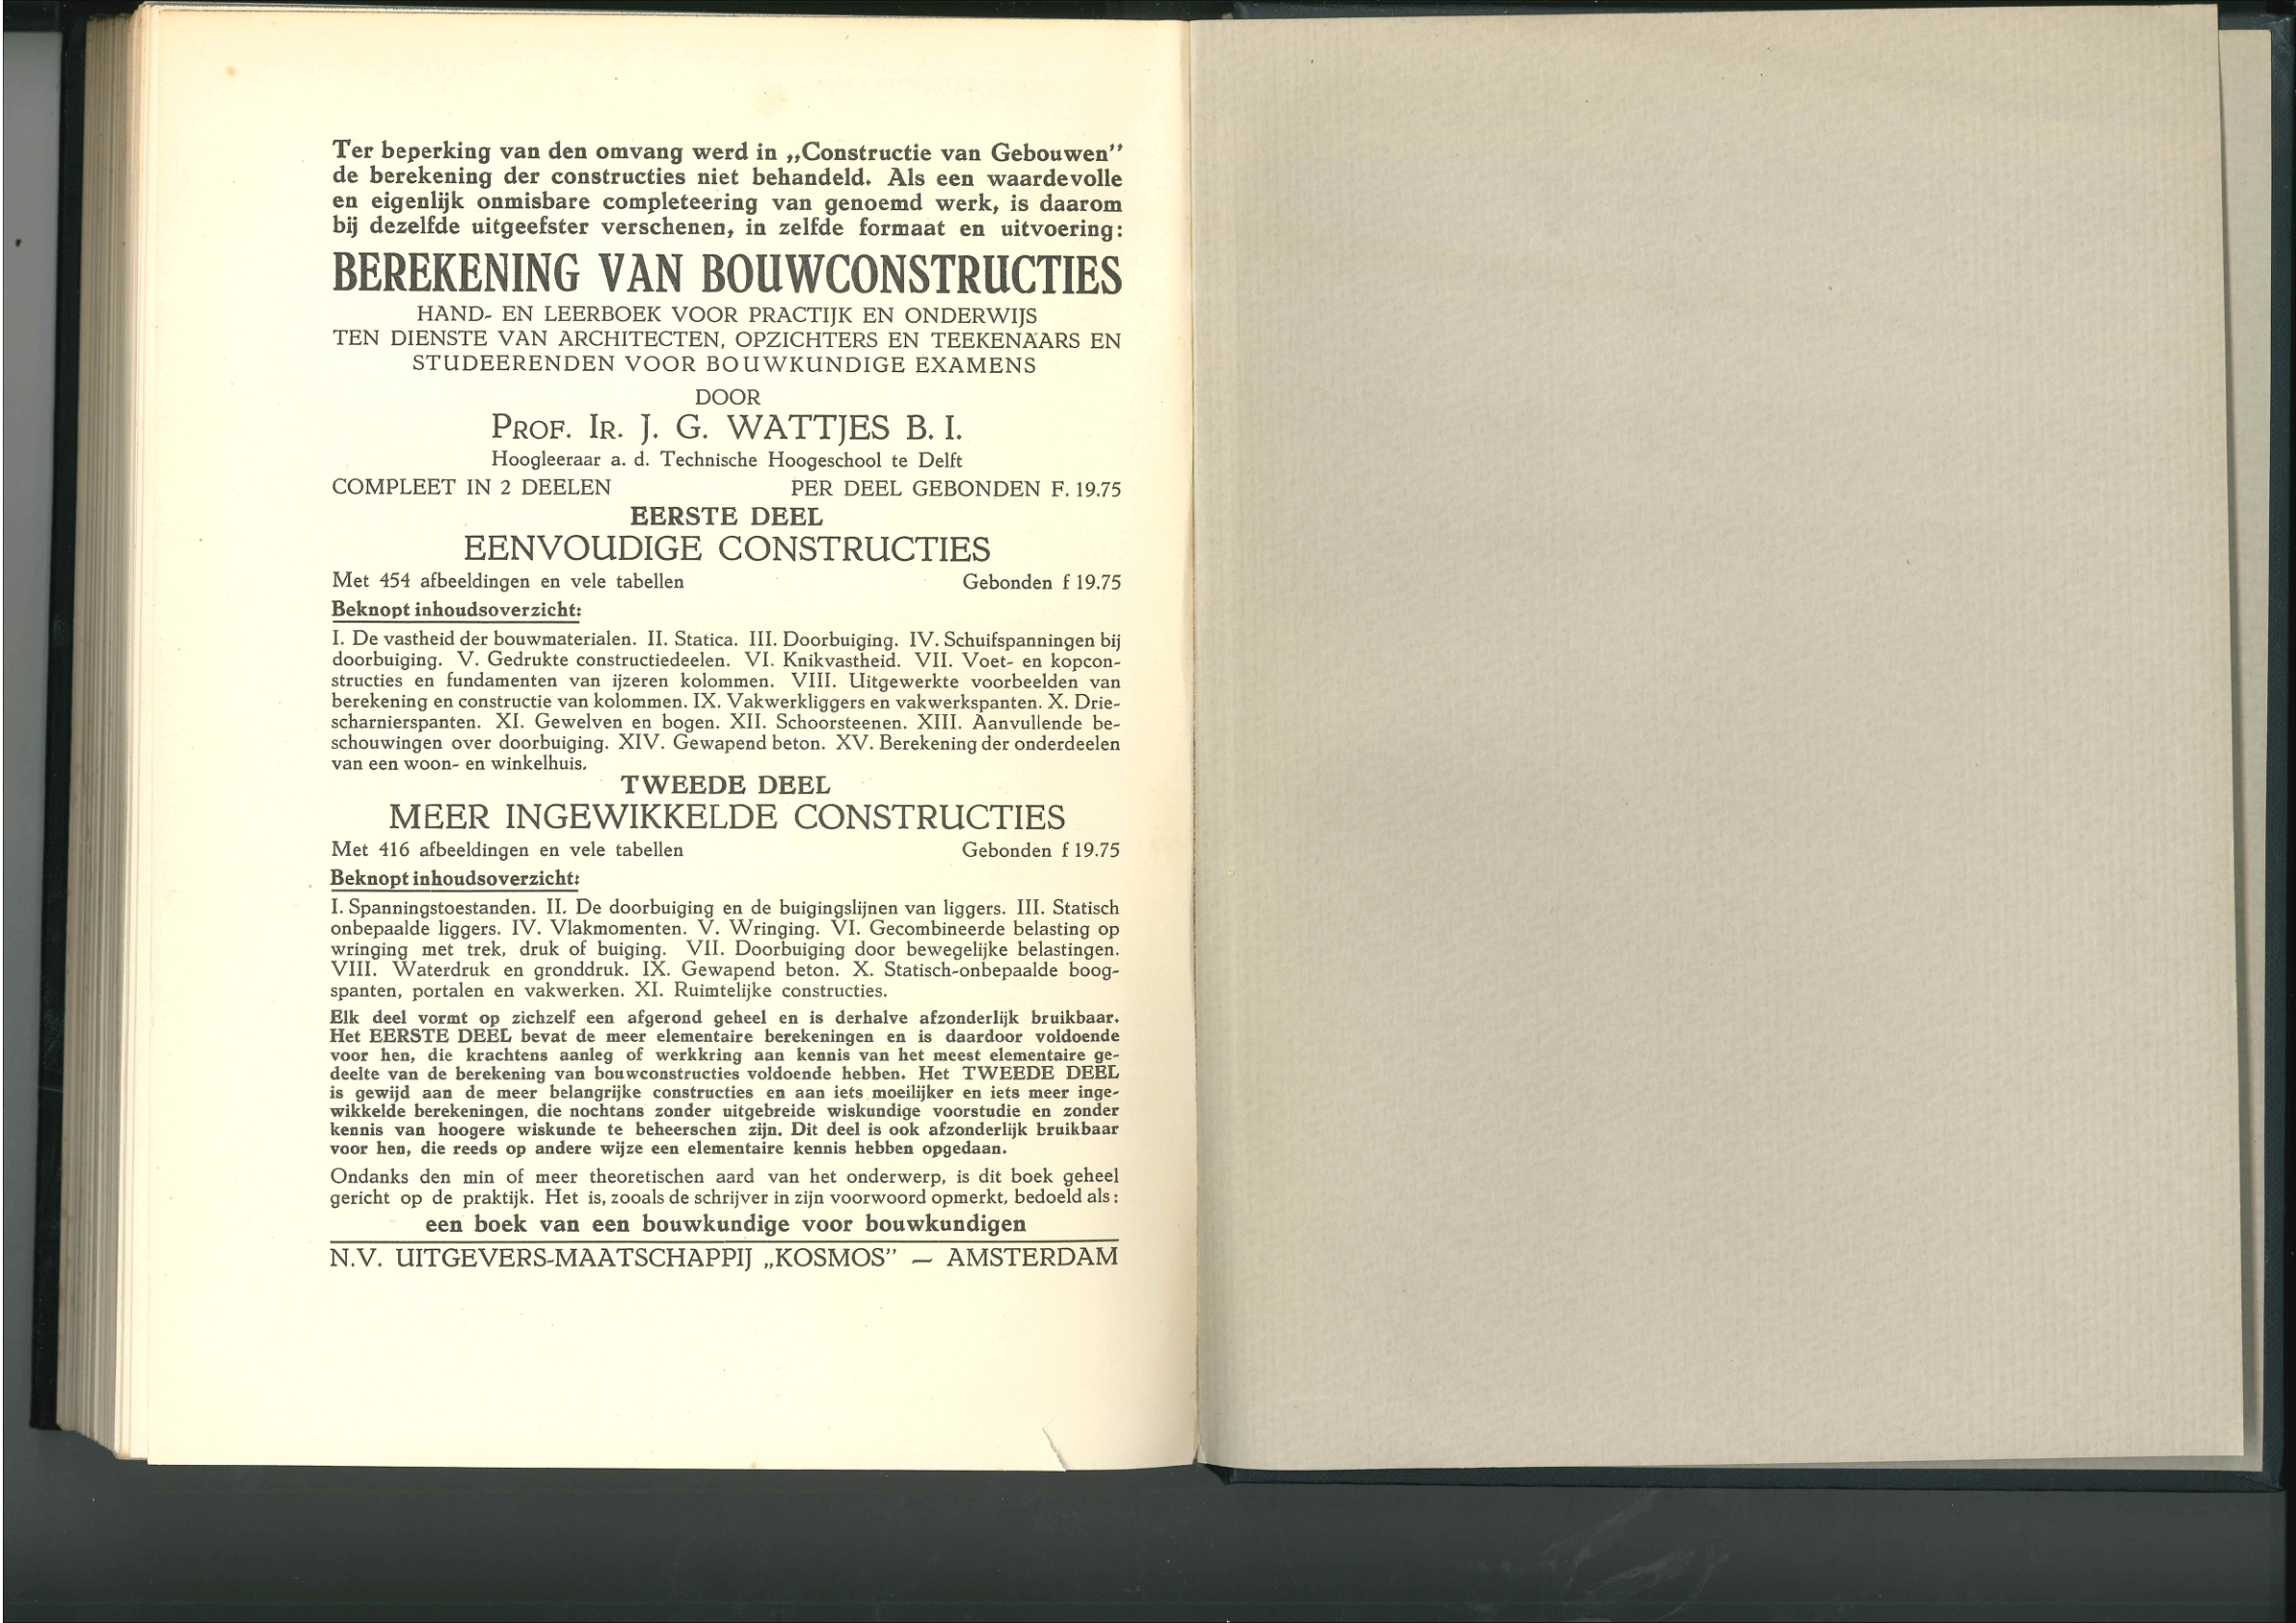 Ter beperking van den omvang werd in „Constructie van Gebouwen”
de berekening der constructies niet behandeld. Als een waardevolle
en eigenlijk onmisbare completeering van genoemd werk, is daarom
bij dezelfde uitgeefster verschenen, in zelfde formaat en uitvoering:
BEREKENING VAN BOUWCONSTRUCTIES
HAND- EN LEERBOEK VOOR PRACTIJK EN ONDERWIJS
TEN DIENSTE VAN ARCHITECTEN, OPZICHTERS EN TEEKENAARS EN
STUDEERENDEN VOOR BOUWKUNDIGE EXAMENS
DOOR
PROF. IR. J. G. WATTJES B. I.
Hoogleeraar a. d. Technische Hoogeschool te Delft
COMPLEET IN 2 DEELEN PER DEEL GEBONDEN F. 19.75
EERSTE DEEL
EENVOUDIGE CONSTRUCTIES
Met 454 afbeeldingen en vele tabellen Gebonden f 19.75
Beknopt inhoudsoverzicht:
I. De vastheid der bouwmaterialen. II. Statica. III. Doorbuiging. IV. Schuifspanningen bij
doorbuiging. V. Gedrukte constructiedeelen. VI. Knikvastheid. VII. Voet- en kopcon-
structies en fundamenten van ijzeren kolommen. VIII. Uitgewerkte voorbeelden van
berekening en constructie van kolommen. IX. Vakwerkliggers en vakwerkspanten. X. Drie-
scharnierspanten. XI. Gewelven en bogen. XII. Schoorsteenen. XIII. Aanvullende be-
schouwingen over doorbuiging. XIV. Gewapend beton. XV. Berekening der onderdeelen
van een woon- en winkelhuis.
TWEEDE DEEL
MEER INGEWIKKELDE CONSTRUCTIES
Met 416 afbeeldingen en vele tabellen Gebonden f 19.75
Beknopt inhoudsoverzicht:
I. Spanningstoestanden. II. De doorbuiging en de buigingslijnen van liggers. III. Statisch
onbepaalde liggers. IV. Vlakmomenten. V. Wringing. VI. Gecombineerde belasting op
wringing met trek, druk of buiging. VII. Doorbuiging door bewegelijke belastingen.
VIII. Waterdruk en gronddruk. IX. Gewapend beton. X. Statisch-onbepaalde boog-
spanten, portalen en vakwerken. XI. Ruimtelijke constructies.
Elk deel vormt op zichzelf een afgerond geheel en is derhalve afzonderlijk bruikbaar.
Het EERSTE DEEL bevat de meer elementaire berekeningen en is daardoor voldoende
voor hen, die krachtens aanleg of werkkring aan kennis van het meest elementaire ge-
deelte van de berekening van bouwconstructies voldoende hebben. Het TWEEDE DEEL
is gewijd aan de meer belangrijke constructies en aan iets moeilijker en iets meer inge-
wikkelde berekeningen, die nochtans zonder uitgebreide wiskundige voorstudie en zonder
kennis van hoogere wiskunde te beheerschen zijn. Dit deel is ook afzonderlijk bruikbaar
voor hen, die reeds op andere wijze een elementaire kennis hebben opgedaan.
Ondanks den min of meer theoretischen aard van het onderwerp, is dit boek geheel
gericht op de praktijk. Het is, zooals de schrijver in zijn voorwoord opmerkt, bedoeld als:
een boek van een bouwkundige voor bouwkundigen
N.V. UITGEVERS-MAATSCHAPPIJ „KOSMOS” — AMSTERDAM